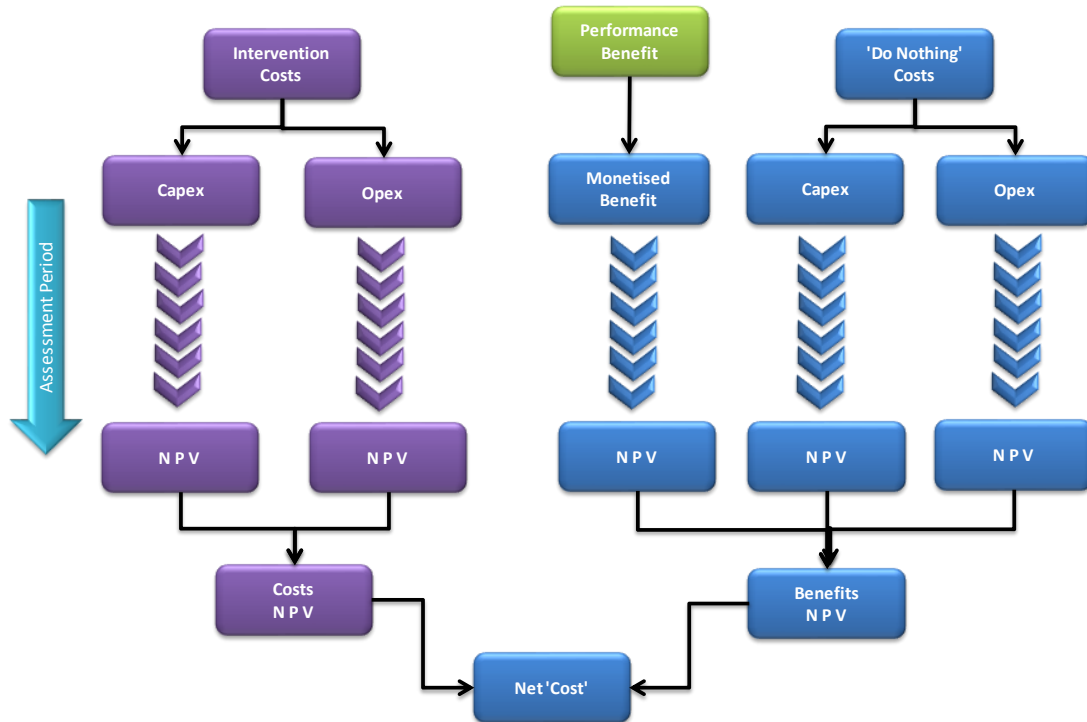 Intervention
Costs
Performance
Benefit
'Do Nothing'
Costs
Capex
Opex
Monetised
Benefit
Capex
Opex
Assessment Period
N P V
N P V
N P V
N P V
N P V
Costs
N P V
Benefits
N P V
Net 'Cost'